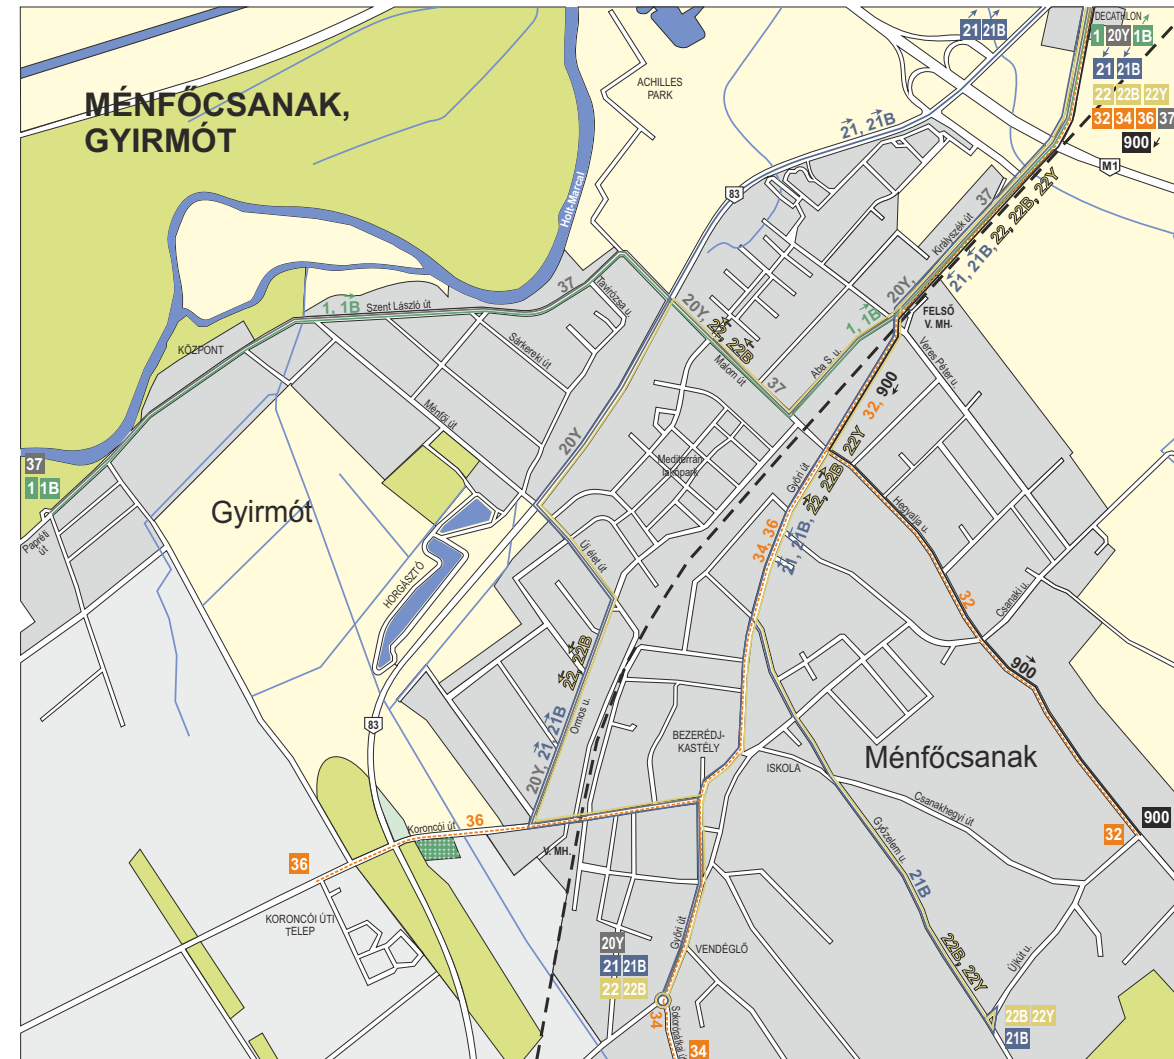 MÉNFŐCSANAK,
GYIRMÓT
21 21B
DECATHLON
1 20Y 1B
21 21B
22 22B 22Y
32 34 36 37
900
ACHILLES
PARK
21, 21B
83
M1
Holt-Marcal
Királyszék út
37
20Y,
21, 21B, 22, 22B, 22Y
37
Tavirózsa u.
1, 1B
Szent László út
20Y, 22, 22B
Malom út
37
1, 1B
Aba S. u.
FELSŐ
V. MH.
Veres Péter u.
KÖZPONT
Sárkereki út
Ménfői út
32, 900
20Y
Mediterrán
lakópark
Győri út
22Y
22, 22B
21, 21B,
34, 36
Hegyalja u.
37
1 1B
Gyirmót
Papréti
út
HORGÁSZTÓ
Új élet út
32
Csanaki u.
22, 22B
900
Ormos u.
20Y, 21, 21B
83
BEZERÉDJ-
KASTÉLY
ISKOLA
Ménfőcsanak
Csanakhegyi út
Koroncói út
36
V. MH.
Győzelem u.
21B
900
32
36
KORONCÓI ÚTI
TELEP
20Y
21 21B
22 22B
Győri út
VENDÉGLŐ
22B, 22Y
Újkút u.
22B 22Y
21B
34
Sokorópátkai út
34